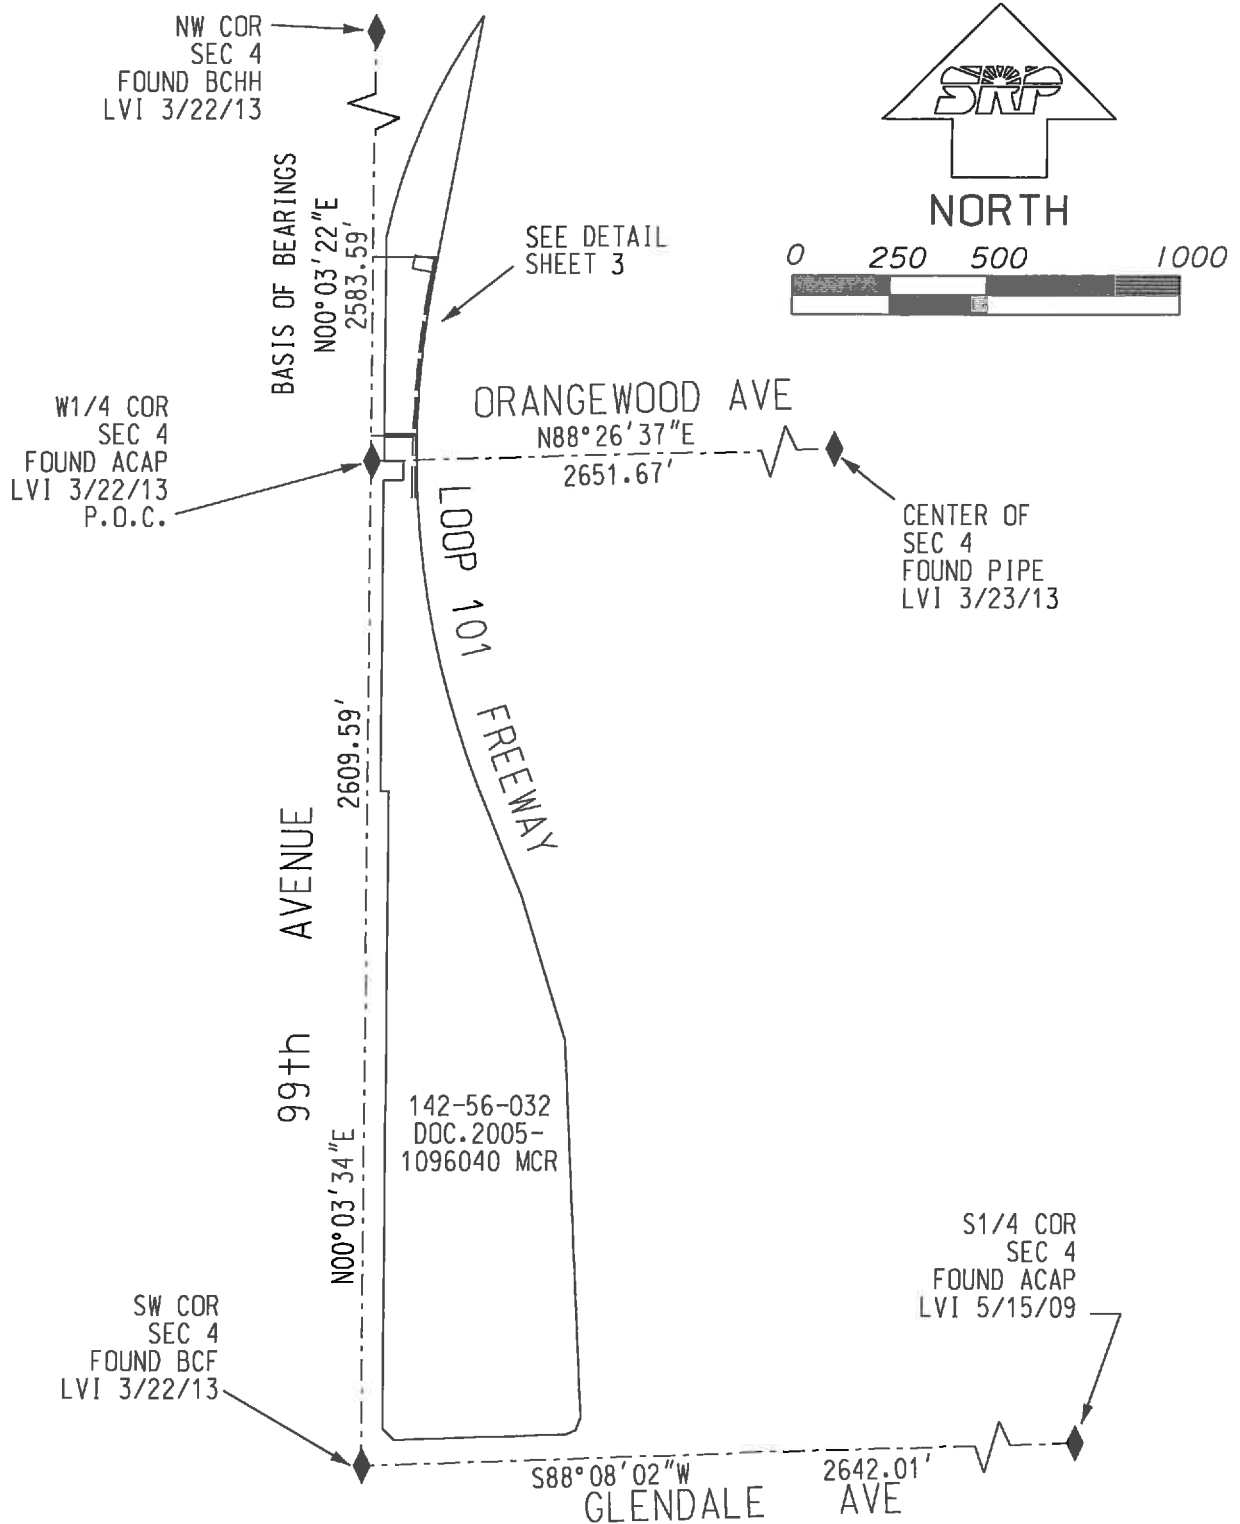 NW COR
SEC 4
FOUND BCHH
LVI 3/22/13
SRP
NORTH
0 250 500 1000
BASIS OF BEARINGS
N00°03'22"E
2583.59'
SEE DETAIL
SHEET 3
W1/4 COR
SEC 4
FOUND ACAP
LVI 3/22/13
P.O.C.
ORANGEWOOD AVE
N88°26'37"E
2651.67'
CENTER OF
SEC 4
FOUND PIPE
LVI 3/23/13
LOOP 101 FREEWAY
2609.59'
99th AVENUE
N00°03'34"E
142-56-032
DOC.2005-
1096040 MCR
S1/4 COR
SEC 4
FOUND ACAP
LVI 5/15/09
SW COR
SEC 4
FOUND BCF
LVI 3/22/13
S88°08'02"W 2642.01'
GLENDALE AVE